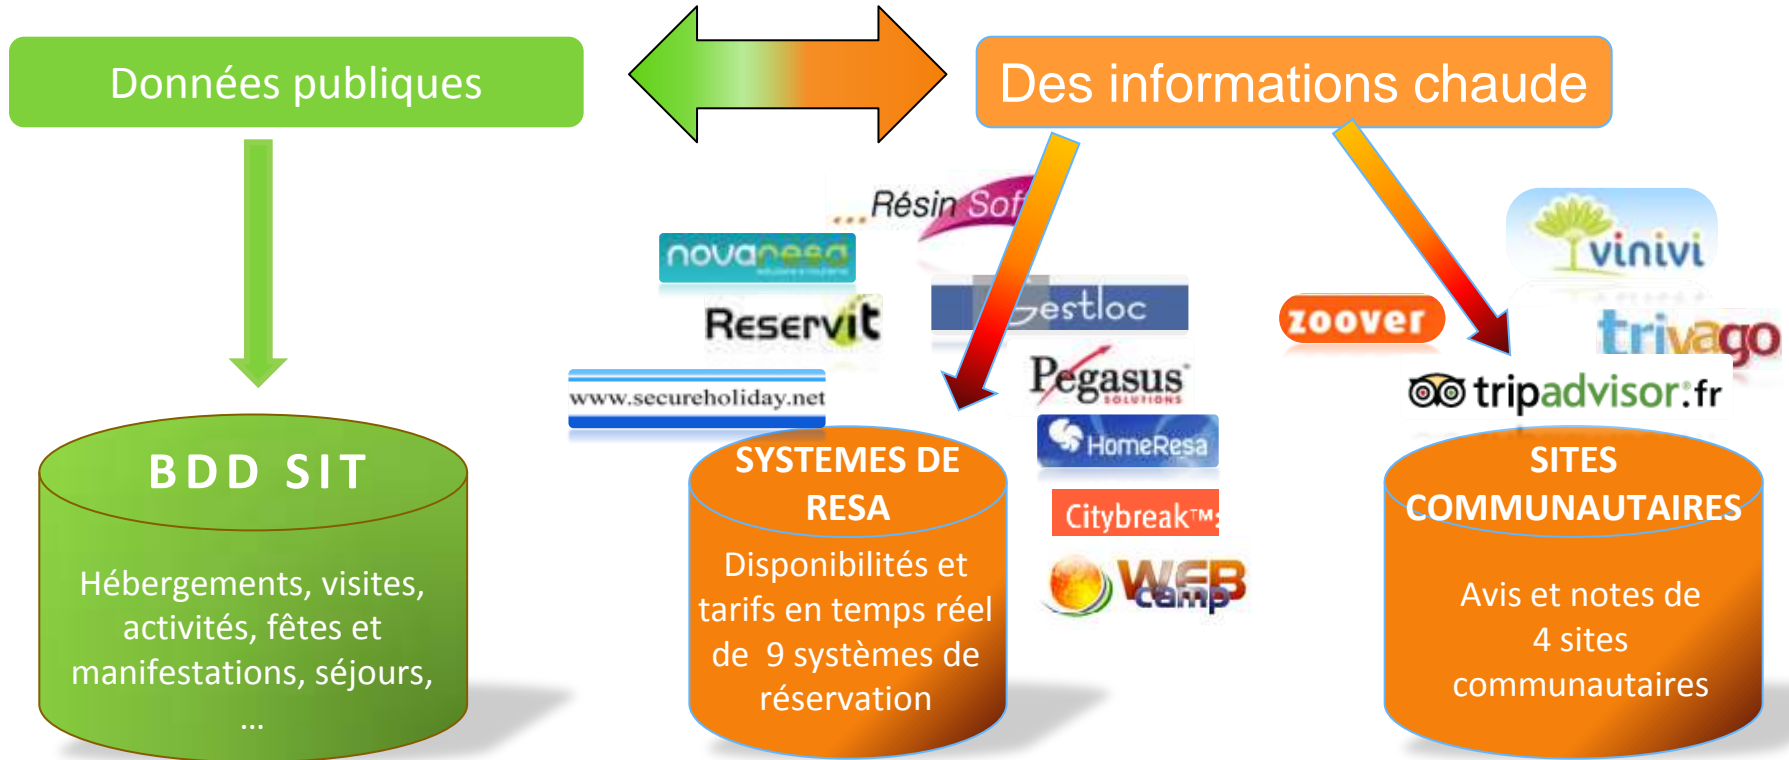 Données publiques
Des informations chaude
...Résin Sof
novaresa
Reservit
Gestloc
www.secureholiday.net
Pegasus
SOLUTIONS
HomeResa
Citybreak™:
WEB
camp
vinivi
zoover
trivago
tripadvisor.fr
BDD SIT
Hébergements, visites,
activités, fêtes et
manifestations, séjours,
…
SYSTEMES DE
RESA
Disponibilités et
tarifs en temps réel
de 9 systèmes de
réservation
SITES
COMMUNAUTAIRES
Avis et notes de
4 sites
communautaires